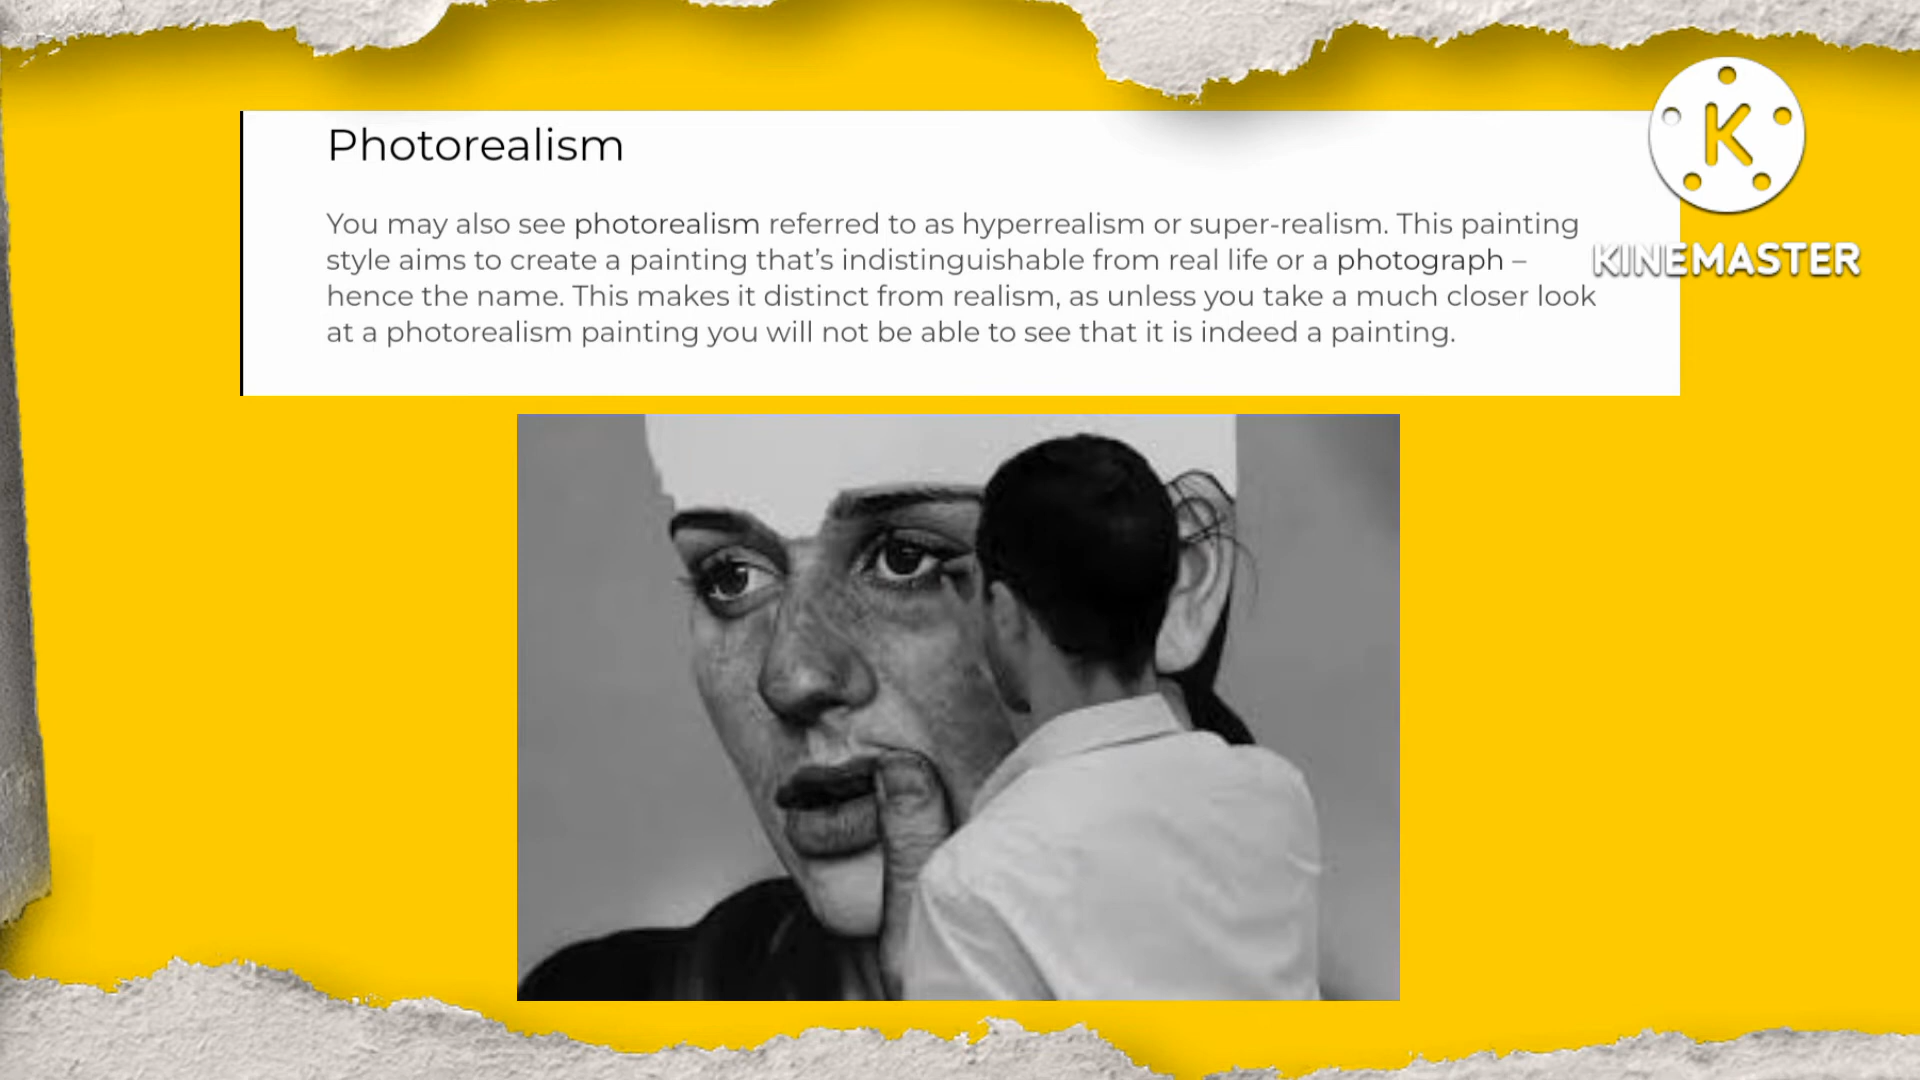 Photorealism
You may also see photorealism referred to as hyperrealism or super-realism. This painting
style aims to create a painting that’s indistinguishable from real life or a photograph –
hence the name. This makes it distinct from realism, as unless you take a much closer look
at a photorealism painting you will not be able to see that it is indeed a painting.
K
KINEMASTER